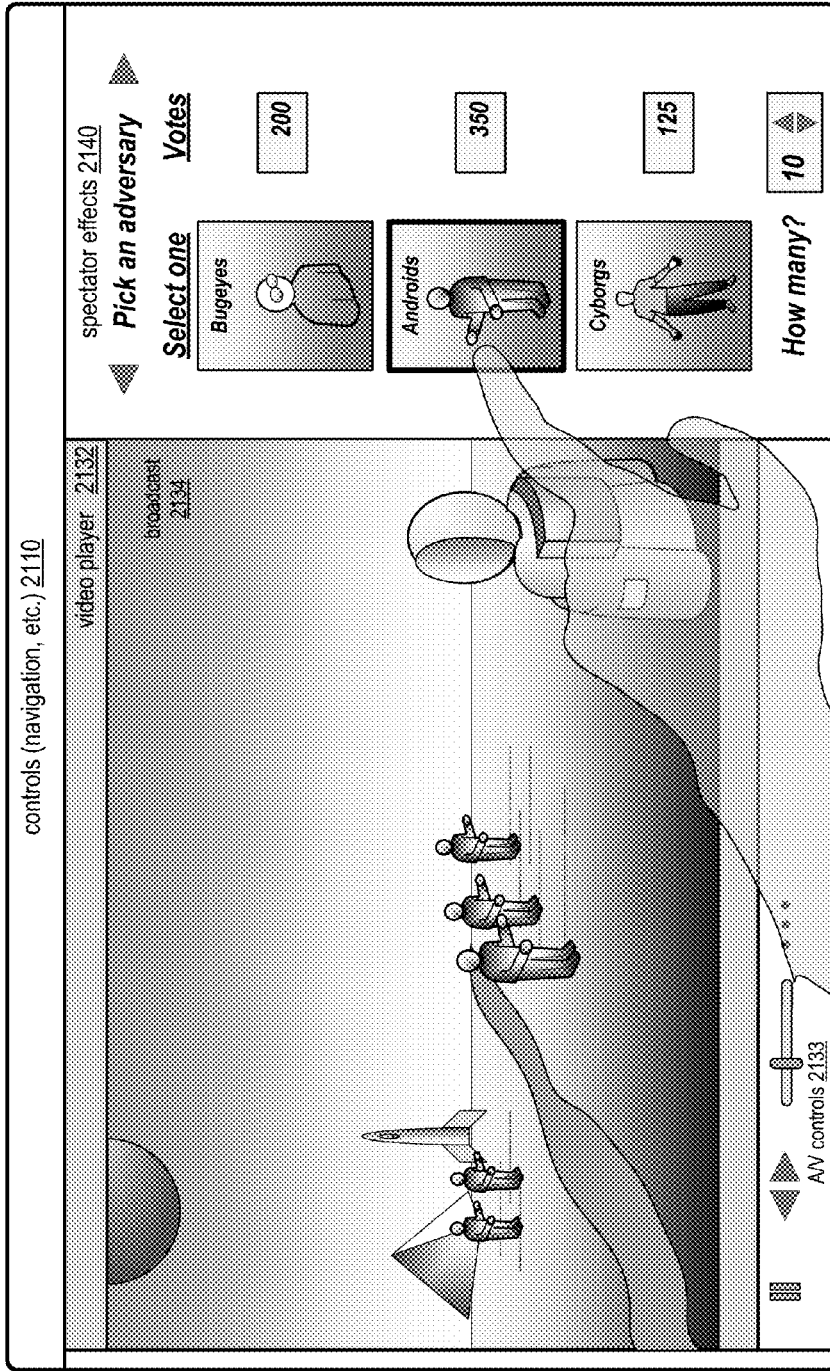 controls (navigation, etc.) 2110
video player 2132
broadcast
2134
A/V controls 2133
spectator effects 2140
Pick an adversary
Select one
Votes
Bugeyes
200
Androids
350
Cyborgs
125
How many?
10